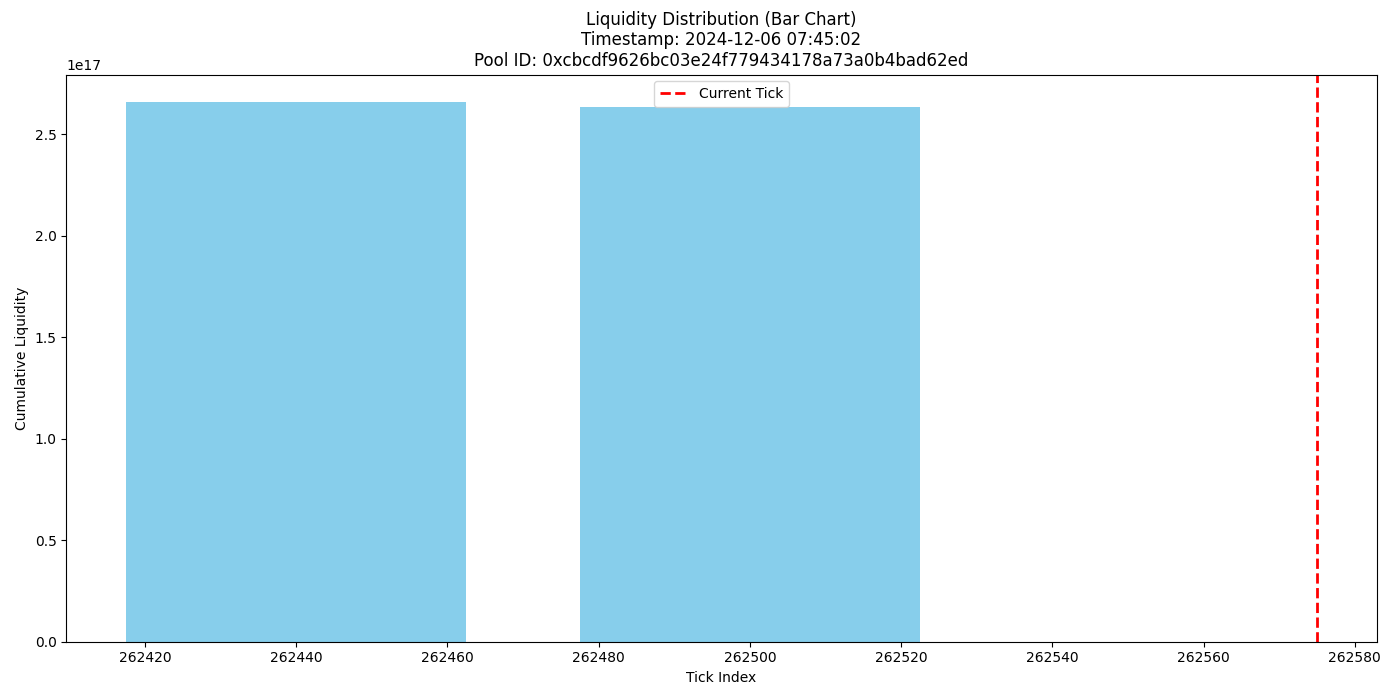 Liquidity Distribution (Bar Chart)
Timestamp: 2024-12-06 07:45:02
Pool ID: 0xcbcdf9626bc03e24f779434178a73a0b4bad62ed
1e17
Current Tick
2.5
2.0
1.5
1.0
0.5
0.0
Cumulative Liquidity
262420 262440 262460 262480 262500 262520 262540 262560 262580
Tick Index